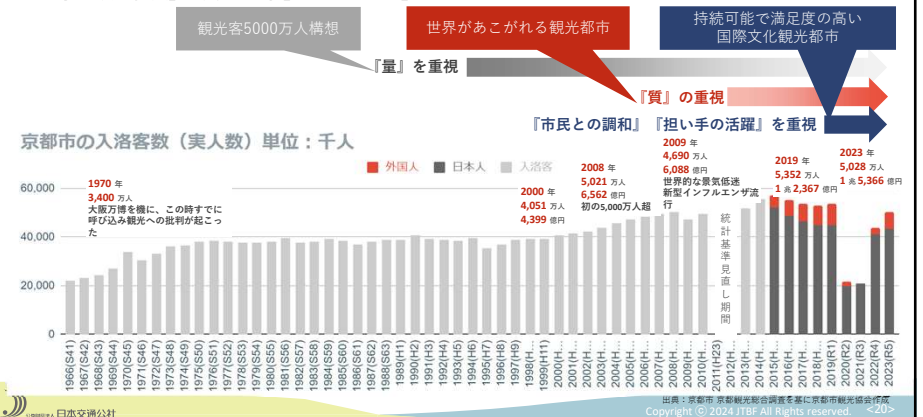 観光客5000万人構想
世界があこがれる観光都市
持続可能で満足度の高い
国際文化観光都市
『量』を重視
『質』の重視
『市民との調和』『担い手の活躍』を重視
京都市の入洛客数（実人数）単位：千人
外国人
日本人
入洛客
1970 年
3,400 万人
大阪万博を機に、この時すでに
呼び込み観光への批判が起こっ
た
2000 年
4,051 万人
4,399 億円
2008 年
5,021 万人
6,562 億円
初の5,000万人超
2009 年
4,690 万人
6,088 億円
世界的な景気低迷
新型インフルエンザ流
行
2019 年
5,352 万人
1 兆 2,367 億円
2023 年
5,028 万人
1 兆 5,366 億円
60,000
40,000
20,000
0
統計基準見直し期間
1966(S41)
1967(S42)
1968(S43)
1969(S44)
1970(S45)
1971(S46)
1972(S47)
1973(S48)
1974(S49)
1975(S50)
1976(S51)
1977(S52)
1978(S53)
1979(S54)
1980(S55)
1981(S56)
1982(S57)
1983(S58)
1984(S59)
1985(S60)
1986(S61)
1987(S62)
1988(S63)
1989(H1)
1990(H2)
1991(H3)
1992(H4)
1993(H5)
1994(H6)
1995(H7)
1996(H8)
1997(H9)
1998(H...
1999(H11)
2000(H...
2001(H...
2002(H...
2003(H...
2004(H...
2005(H...
2006(H...
2007(H...
2008(H...
2009(H...
2010(H...
2011(H23)
2012(H...
2013(H...
2014(H...
2015(H...
2016(H...
2017(H...
2018(H...
2019(R1)
2020(R2)
2021(R3)
2022(R4)
2023(R5)
出典：京都市 京都観光総合調査を基に京都市観光協会作成
日本交通公社
Copyright © 2024 JTBF All Rights reserved.
<20>